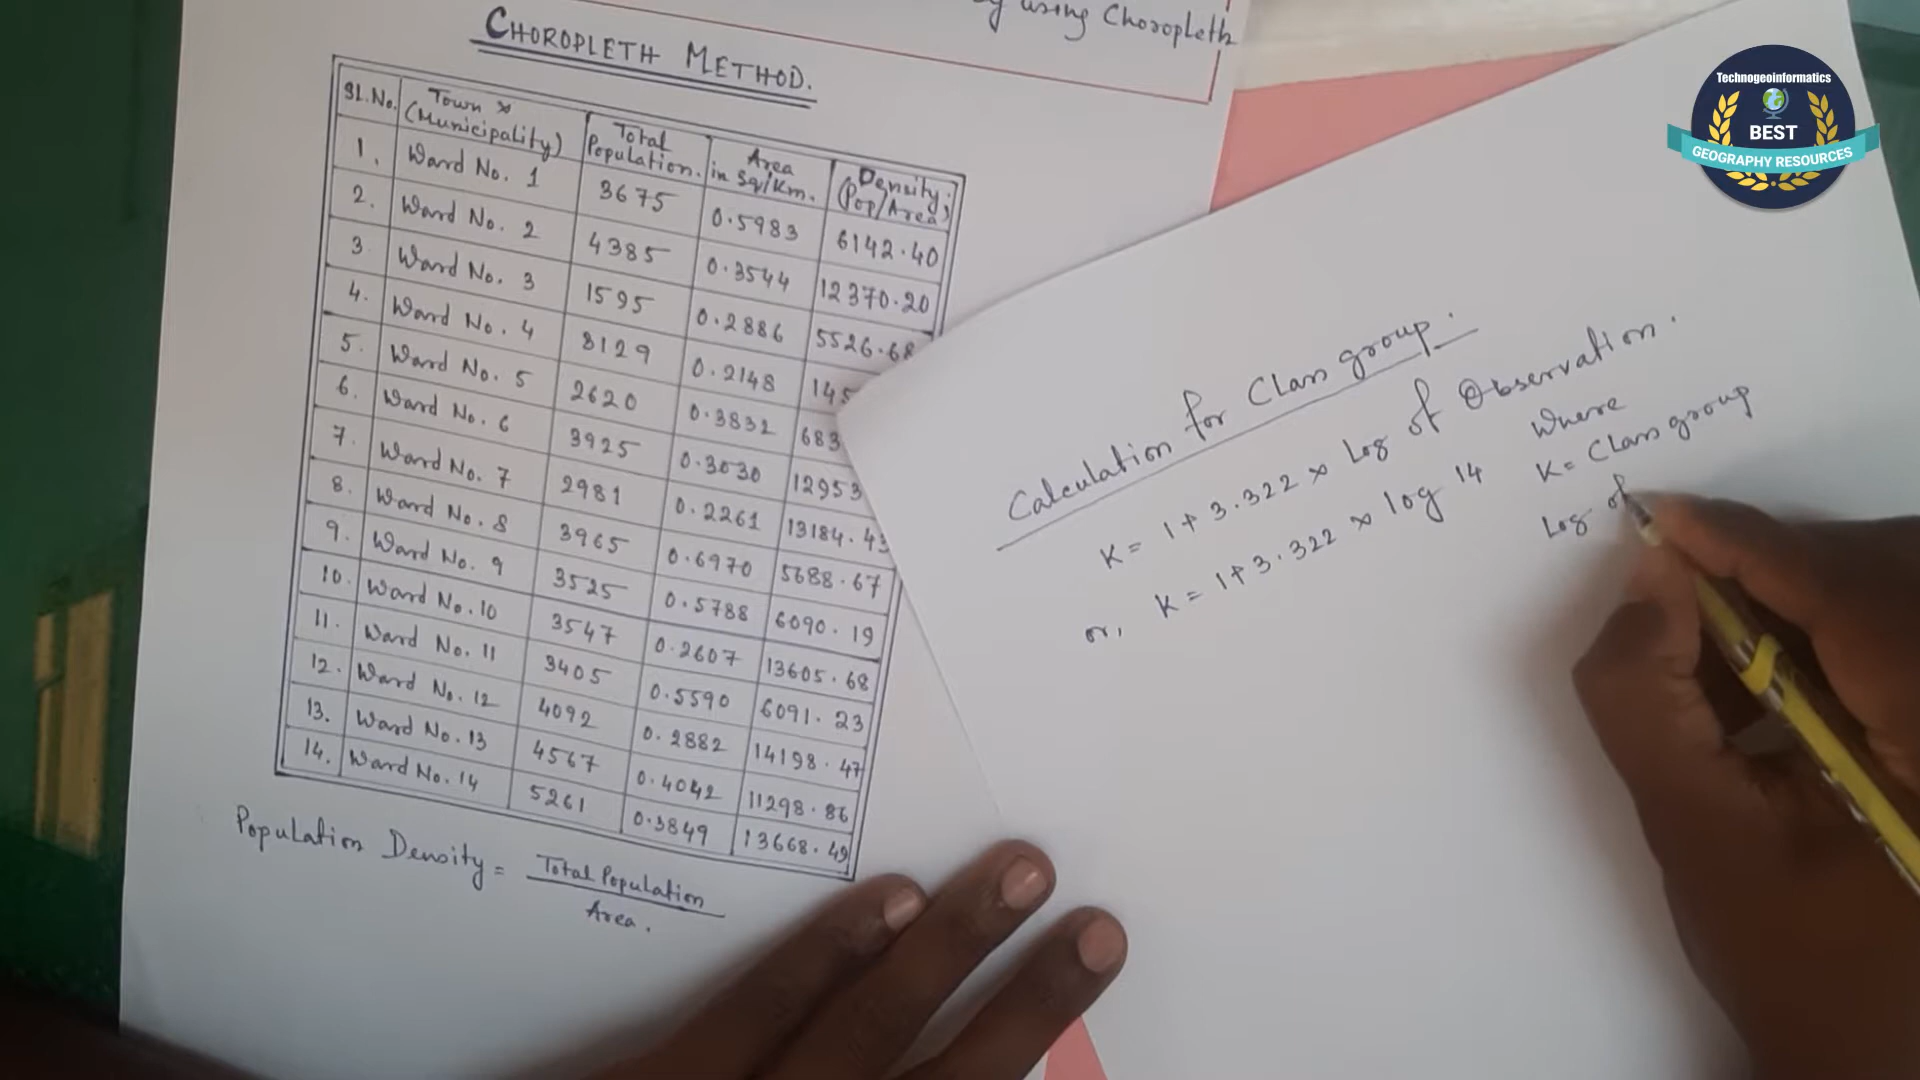 y using Choropleth
CHOROPLETH METHOD.
SL.No. Town (Municipality) Total Population. Area in Sq/Km. Density (Pop/Area)
1. Ward No. 1 3675 0.5983 6142.40
2. Ward No. 2 4385 0.3544 12370.20
3. Ward No. 3 1595 0.2886 5526.68
4. Ward No. 4 8129 0.2148 145
5. Ward No. 5 2620 0.3832 683
6. Ward No. 6 3925 0.3030 12953
7. Ward No. 7 2981 0.2261 13184.43
8. Ward No. 8 3965 0.6970 5688.67
9. Ward No. 9 3525 0.5788 6090.19
10. Ward No. 10 3547 0.2607 13605.68
11. Ward No. 11 3405 0.5590 6091.23
12. Ward No. 12 4092 0.2882 14198.47
13. Ward No. 13 4567 0.4042 11298.86
14. Ward No. 14 5261 0.3849 13668.49
Population Density = Total Population
Area.
Calculation for Class group.
K = 1+3.322 × Log of Observation.
or, K = 1+3.322 × log 14
Where
K = Class group
Log of
Technogeoinformatics
BEST
GEOGRAPHY RESOURCES